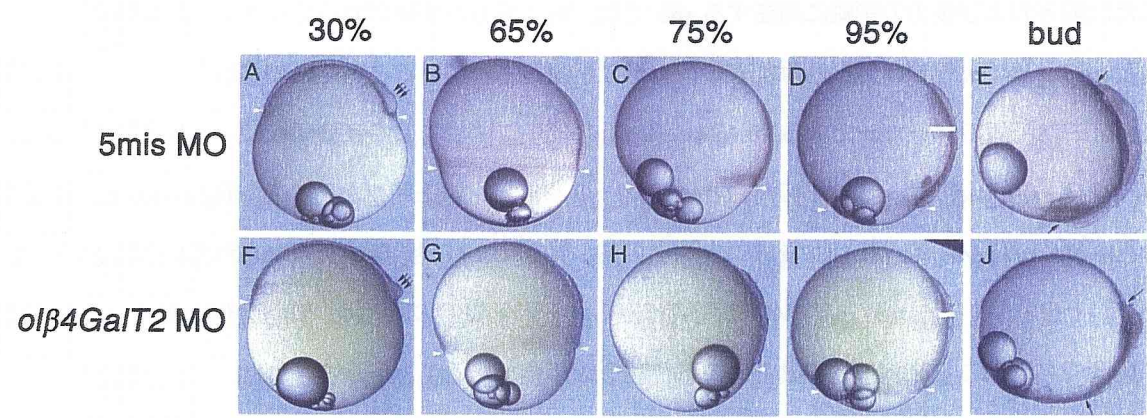 30% 65% 75% 95% bud
5mis MO
A B C D E
olβ4GalT2 MO
F G H I J